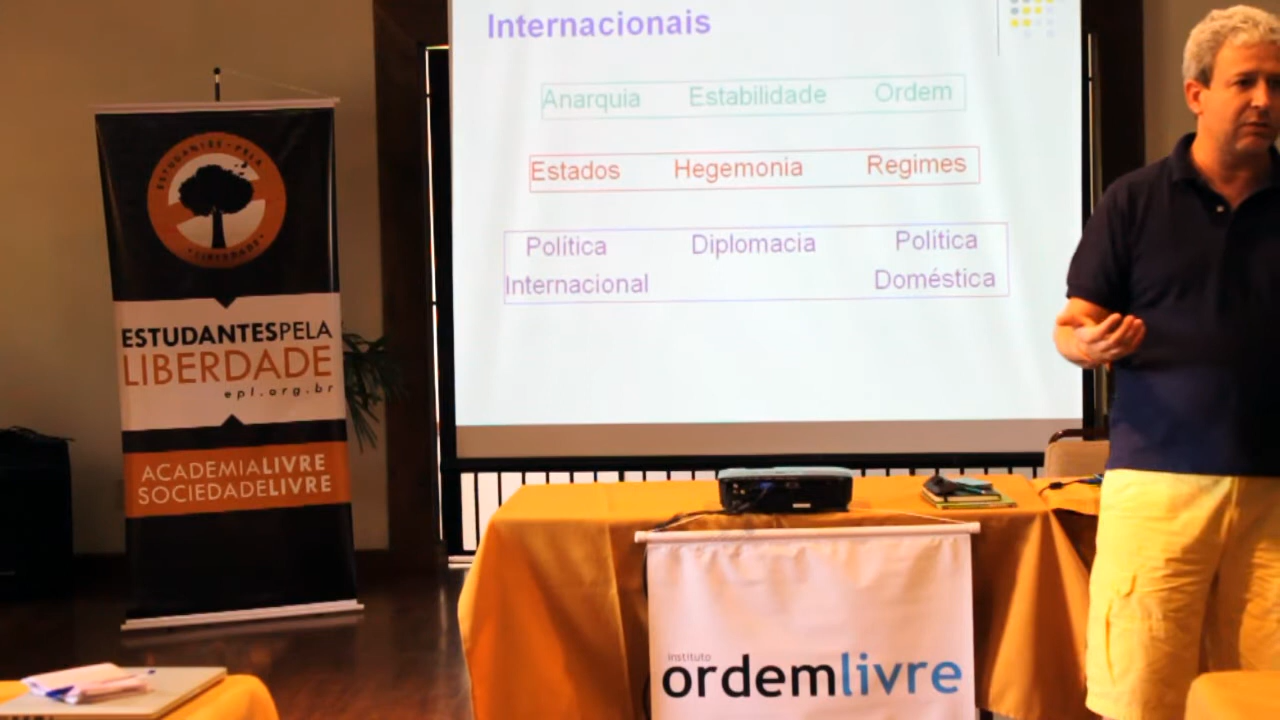 ESTUDANTES • PELA
• LIBERDADE •
ESTUDANTESPELA
LIBERDADE
epl.org.br
ACADEMIALIVRE
SOCIEDADELIVRE
Internacionais
Anarquia Estabilidade Ordem
Estados Hegemonia Regimes
Política Diplomacia Política
Internacional Doméstica
instituto
ordemlivre